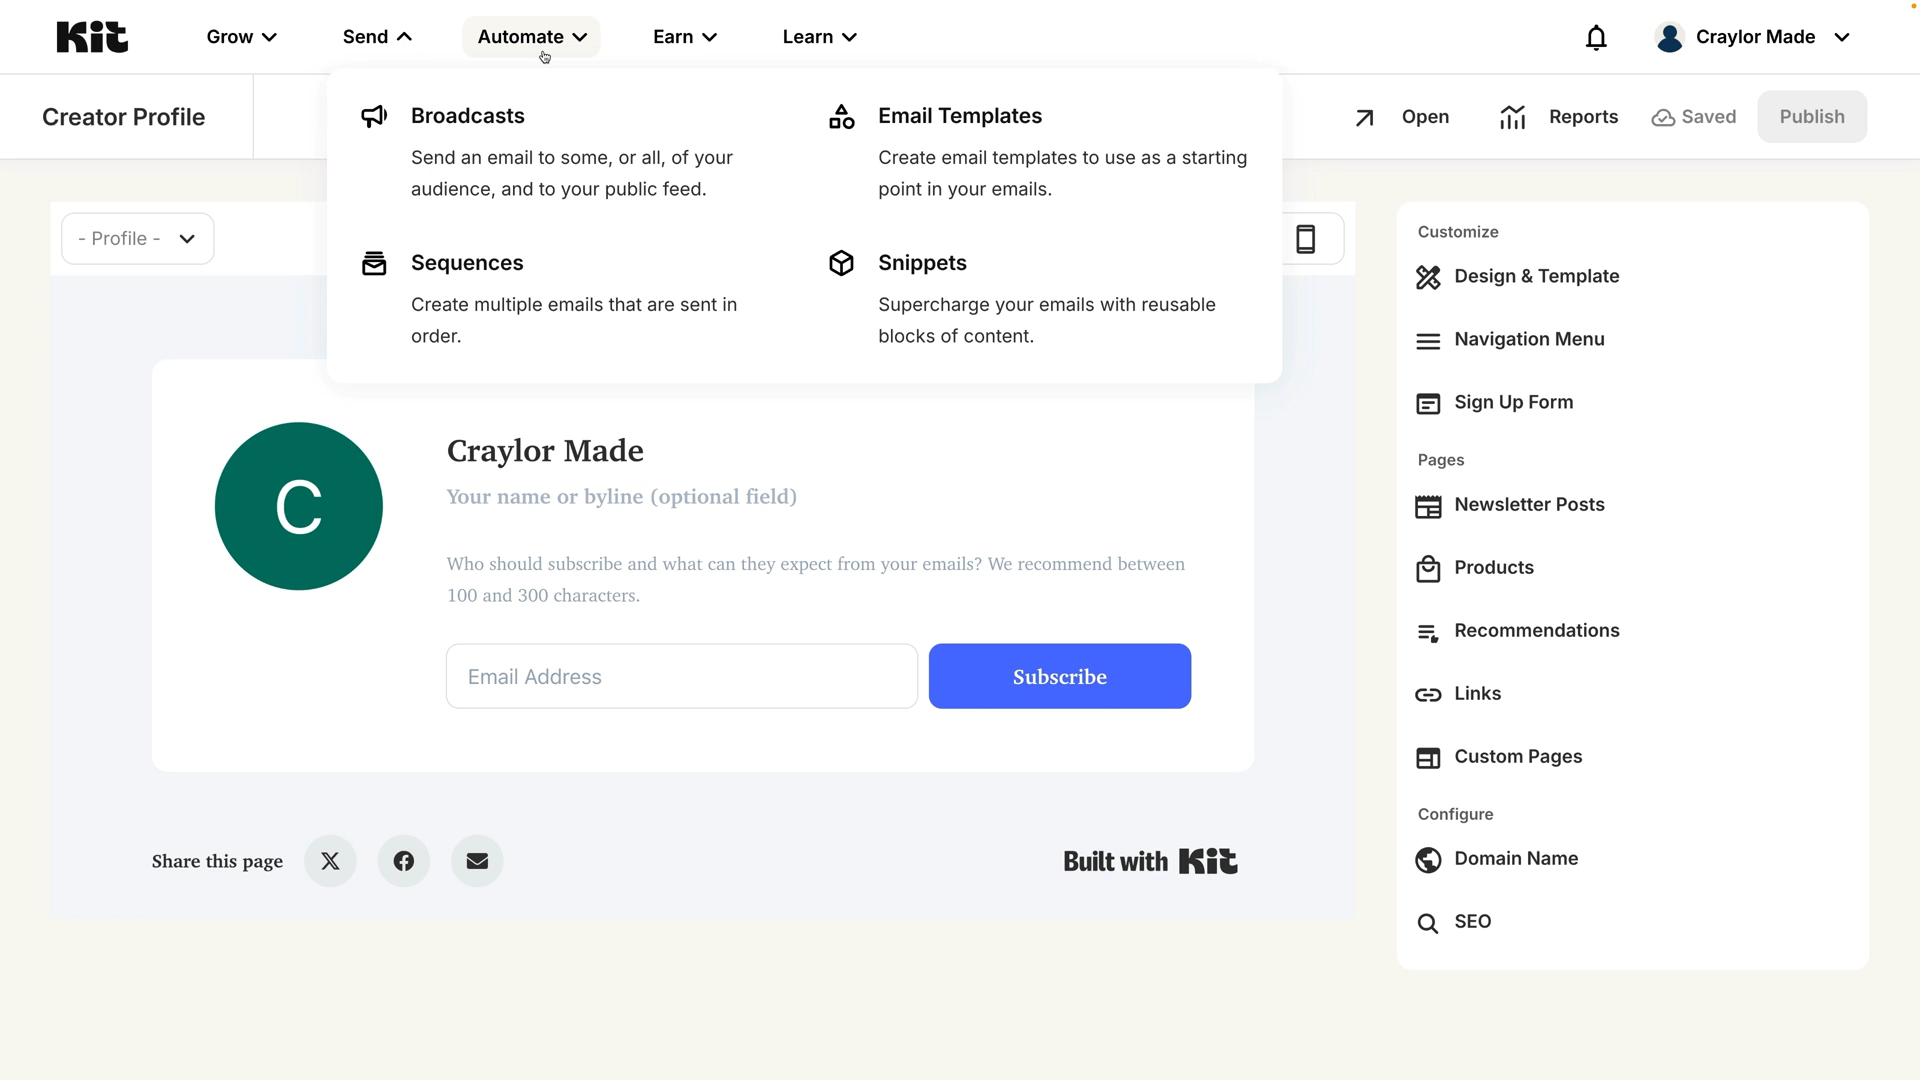 Kit
Grow
Send
Automate
Earn
Learn
Craylor Made
Creator Profile
Open
Reports
Saved
Publish
Broadcasts
Send an email to some, or all, of your
audience, and to your public feed.
Email Templates
Create email templates to use as a starting
point in your emails.
Sequences
Create multiple emails that are sent in
order.
Snippets
Supercharge your emails with reusable
blocks of content.
- Profile -
C
Craylor Made
Your name or byline (optional field)
Who should subscribe and what can they expect from your emails? We recommend between
100 and 300 characters.
Email Address
Subscribe
Share this page
Built with Kit
Customize
Design & Template
Navigation Menu
Sign Up Form
Pages
Newsletter Posts
Products
Recommendations
Links
Custom Pages
Configure
Domain Name
SEO